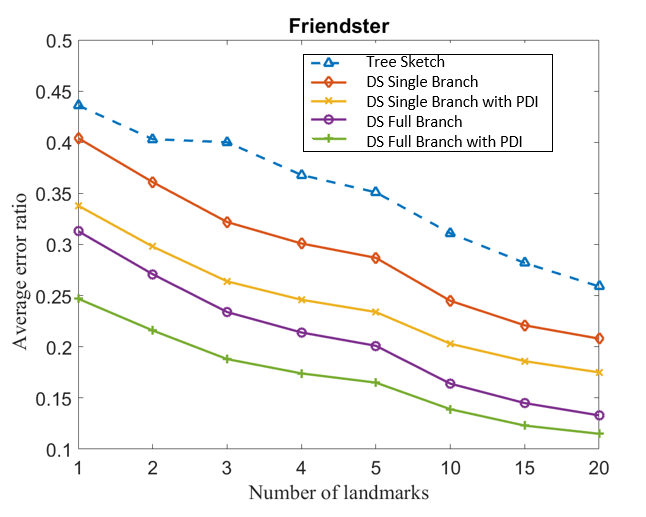 Friendster
0.5
0.45
0.4
0.35
0.3
0.25
0.2
0.15
0.1
Average error ratio
Tree Sketch
DS Single Branch
DS Single Branch with PDI
DS Full Branch
DS Full Branch with PDI
1 2 3 4 5 10 15 20
Number of landmarks